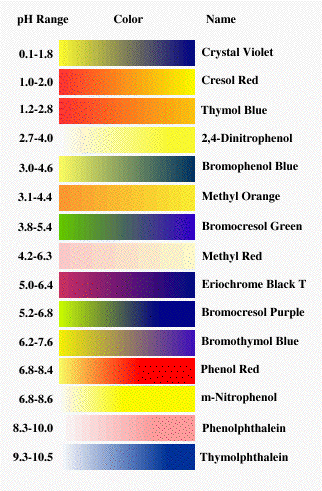 pH Range Color Name
0.1-1.8 Crystal Violet
1.0-2.0 Cresol Red
1.2-2.8 Thymol Blue
2.7-4.0 2,4-Dinitrophenol
3.0-4.6 Bromophenol Blue
3.1-4.4 Methyl Orange
3.8-5.4 Bromocresol Green
4.2-6.3 Methyl Red
5.0-6.4 Eriochrome Black T
5.2-6.8 Bromocresol Purple
6.2-7.6 Bromothymol Blue
6.8-8.4 Phenol Red
6.8-8.6 m-Nitrophenol
8.3-10.0 Phenolphthalein
9.3-10.5 Thymolphthalein